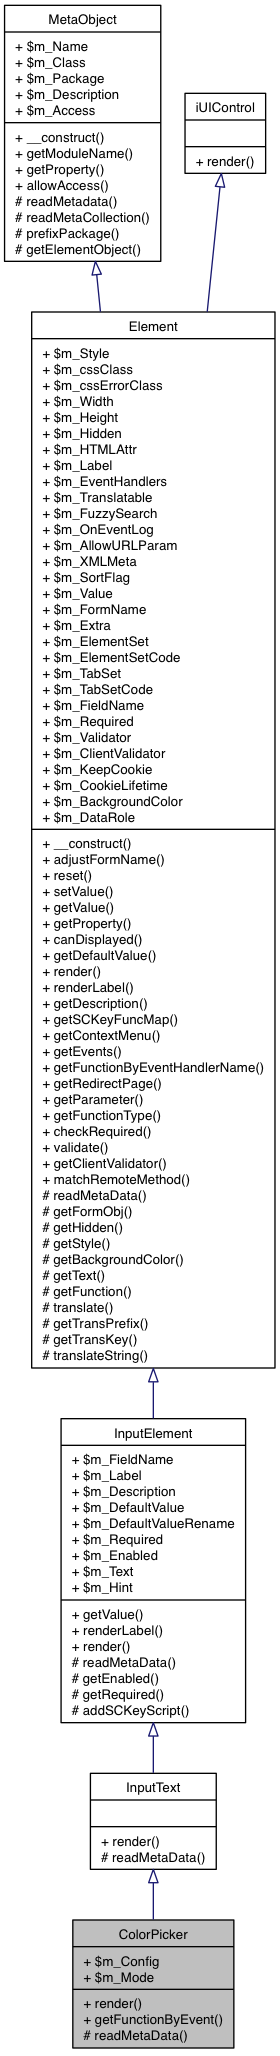 MetaObject
+ $m_Name
+ $m_Class
+ $m_Package
+ $m_Description
+ $m_Access
+ __construct()
+ getModuleName()
+ getProperty()
+ allowAccess()
# readMetadata()
# readMetaCollection()
# prefixPackage()
# getElementObject()
iUIControl
+ render()
Element
+ $m_Style
+ $m_cssClass
+ $m_cssErrorClass
+ $m_Width
+ $m_Height
+ $m_Hidden
+ $m_HTMLAttr
+ $m_Label
+ $m_EventHandlers
+ $m_Translatable
+ $m_FuzzySearch
+ $m_OnEventLog
+ $m_AllowURLParam
+ $m_XMLMeta
+ $m_SortFlag
+ $m_Value
+ $m_FormName
+ $m_Extra
+ $m_ElementSet
+ $m_ElementSetCode
+ $m_TabSet
+ $m_TabSetCode
+ $m_FieldName
+ $m_Required
+ $m_Validator
+ $m_ClientValidator
+ $m_KeepCookie
+ $m_CookieLifetime
+ $m_BackgroundColor
+ $m_DataRole
+ __construct()
+ adjustFormName()
+ reset()
+ setValue()
+ getValue()
+ getProperty()
+ canDisplayed()
+ getDefaultValue()
+ render()
+ renderLabel()
+ getDescription()
+ getSCKeyFuncMap()
+ getContextMenu()
+ getEvents()
+ getFunctionByEventHandlerName()
+ getRedirectPage()
+ getParameter()
+ getFunctionType()
+ checkRequired()
+ validate()
+ getClientValidator()
+ matchRemoteMethod()
# readMetaData()
# getFormObj()
# getHidden()
# getStyle()
# getBackgroundColor()
# getText()
# getFunction()
# translate()
# getTransPrefix()
# getTransKey()
# translateString()
InputElement
+ $m_FieldName
+ $m_Label
+ $m_Description
+ $m_DefaultValue
+ $m_DefaultValueRename
+ $m_Required
+ $m_Enabled
+ $m_Text
+ $m_Hint
+ getValue()
+ renderLabel()
+ render()
# readMetaData()
# getEnabled()
# getRequired()
# addSCKeyScript()
InputText
+ render()
# readMetaData()
ColorPicker
+ $m_Config
+ $m_Mode
+ render()
+ getFunctionByEvent()
# readMetaData()